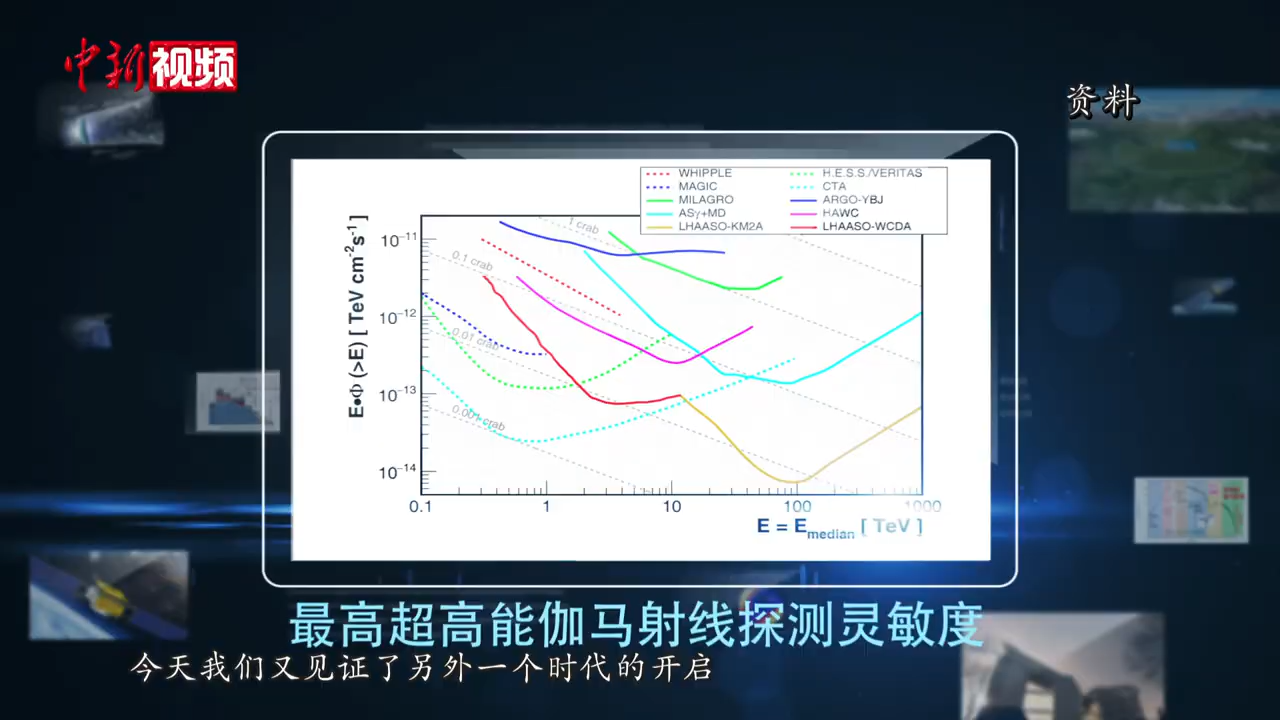 中新视频
资料
WHIPPLE
H.E.S.S./VERITAS
MAGIC
CTA
MILAGRO
ARGO-YBJ
ASγ+MD
HAWC
LHAASO-KM2A
LHAASO-WCDA
E•Φ (>E) [ TeV cm⁻²s⁻¹ ]
10⁻¹¹
10⁻¹²
10⁻¹³
10⁻¹⁴
1 crab
0.1 crab
0.01 crab
0.001 crab
0.1
1
10
100
1000
E = Emedian [ TeV ]
最高超高能伽马射线探测灵敏度
今天我们又见证了另外一个时代的开启